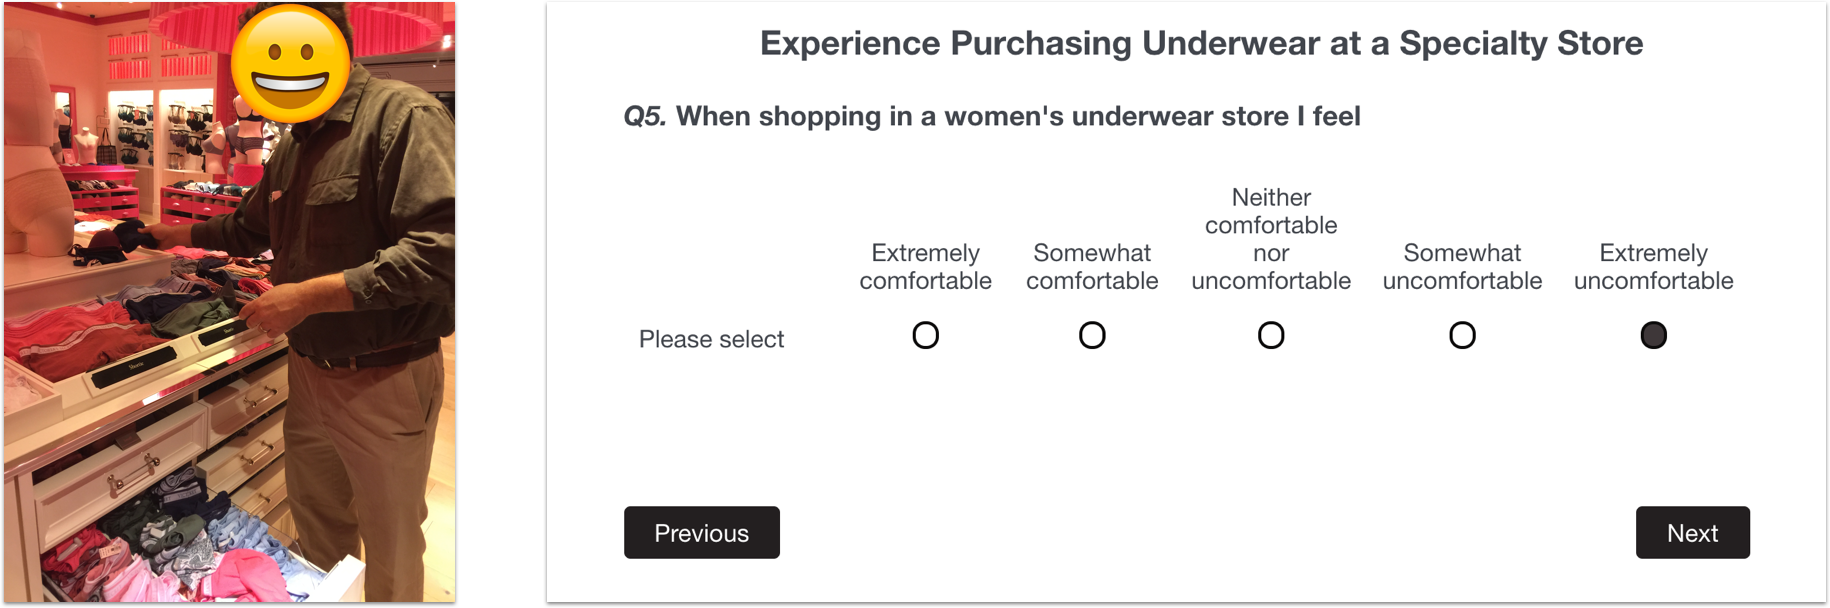 Experience Purchasing Underwear at a Specialty Store
Q5. When shopping in a women's underwear store I feel
Extremely
comfortable
Somewhat
comfortable
Neither
comfortable
nor
uncomfortable
Somewhat
uncomfortable
Extremely
uncomfortable
Please select
Previous
Next